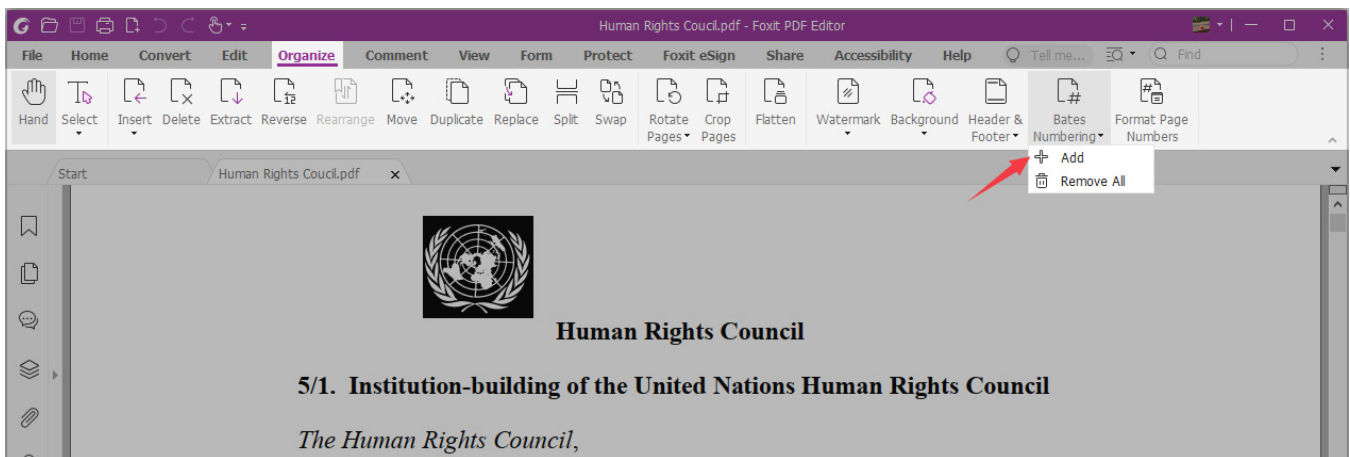 Human Rights Coucil.pdf - Foxit PDF Editor
File Home Convert Edit Organize Comment View Form Protect Foxit eSign Share Accessibility Help Tell me... Find
Hand Select Insert Delete Extract Reverse Rearrange Move Duplicate Replace Split Swap Rotate Pages Crop Pages Flatten Watermark Background Header & Footer Bates Numbering Format Page Numbers
Add
Remove All
Start Human Rights Coucil.pdf x
Human Rights Council
5/1. Institution-building of the United Nations Human Rights Council
The Human Rights Council,